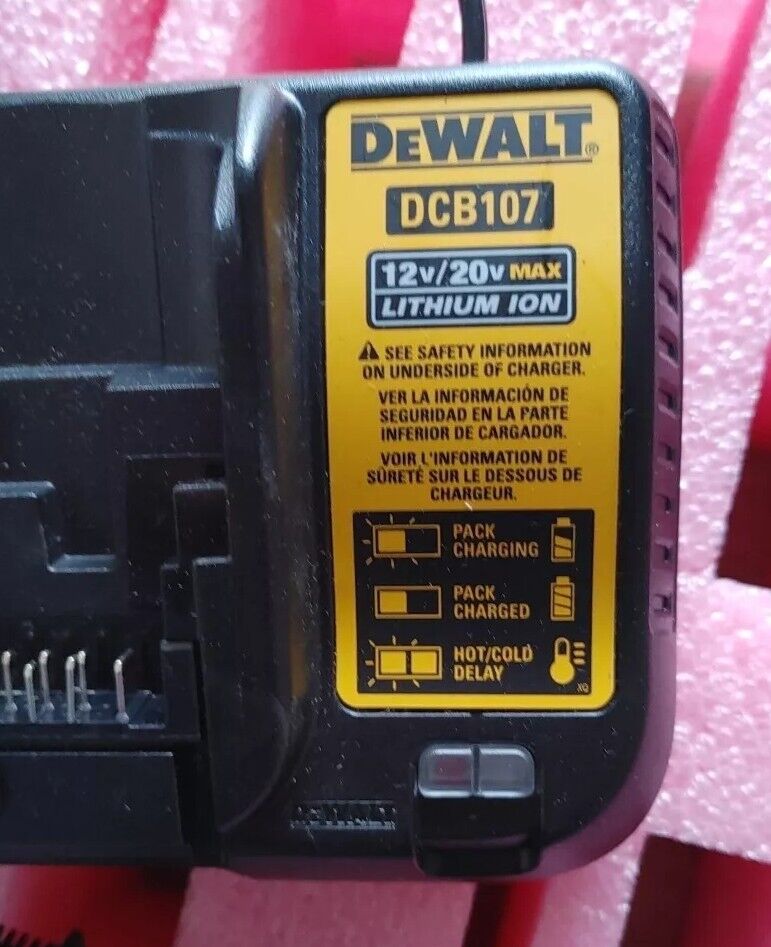 DEWALT®
DCB107
12V/20V MAX
LITHIUM ION
SEE SAFETY INFORMATION
ON UNDERSIDE OF CHARGER.
VER LA INFORMACIÓN DE
SEGURIDAD EN LA PARTE
INFERIOR DE CARGADOR.
VOIR L'INFORMATION DE
SÛRETÉ SUR LE DESSOUS DE
CHARGEUR.
PACK
CHARGING
PACK
CHARGED
HOT/COLD
DELAY
XQ
DEWALT